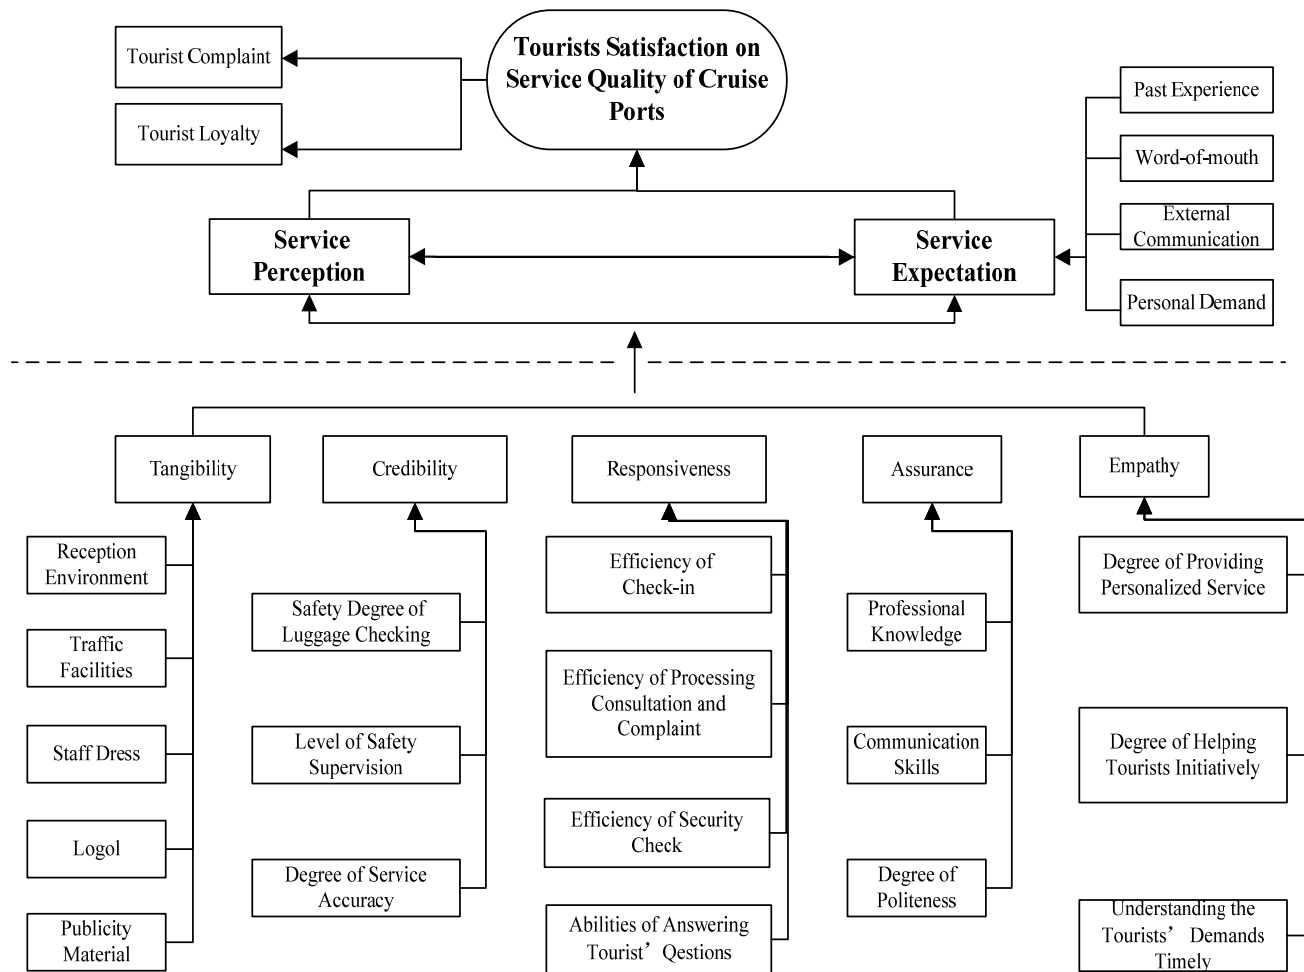 Tourists Satisfaction on
Service Quality of Cruise
Ports
Tourist Complaint
Tourist Loyalty
Past Experience
Word-of-mouth
External
Communication
Personal Demand
Service
Perception
Service
Expectation
Tangibility
Credibility
Responsiveness
Assurance
Empathy
Reception
Environment
Traffic
Facilities
Staff Dress
Logol
Publicity
Material
Safety Degree of
Luggage Checking
Level of Safety
Supervision
Degree of Service
Accuracy
Efficiency of
Check-in
Efficiency of Processing
Consultation and
Complaint
Efficiency of Security
Check
Abilities of Answering
Tourist’ Qestions
Professional
Knowledge
Communication
Skills
Degree of
Politeness
Degree of Providing
Personalized Service
Degree of Helping
Tourists Initiatively
Understanding the
Tourists’ Demands
Timely